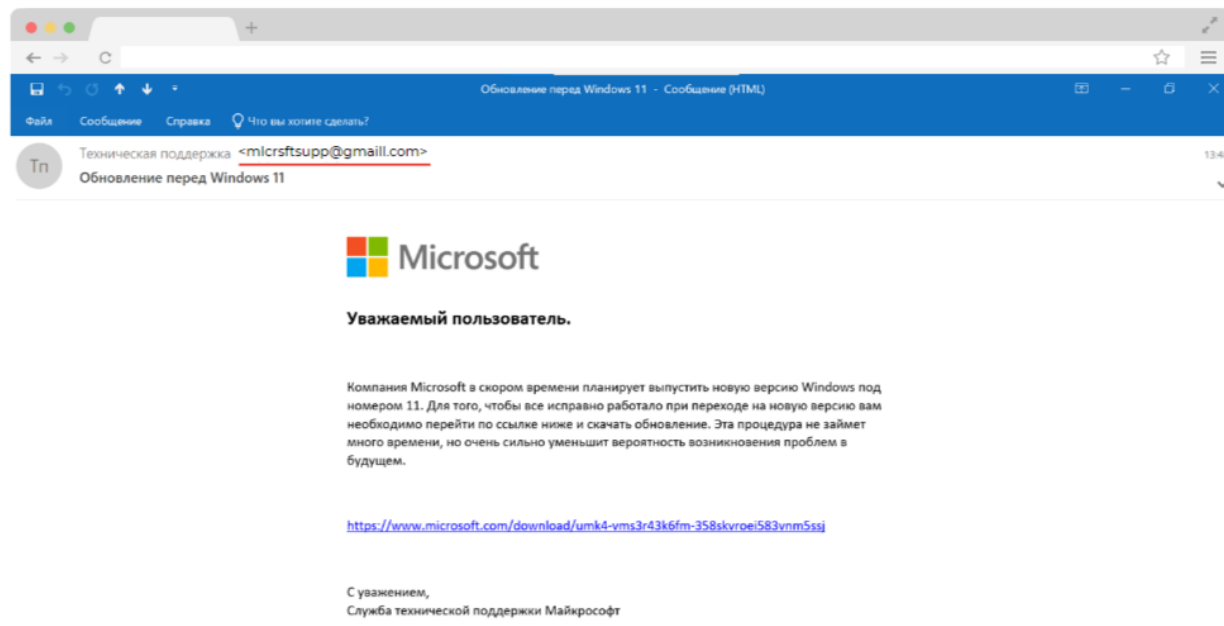 Обновление перед Windows 11 - Сообщение (HTML)
Файл Сообщение Справка Что вы хотите сделать?
Тп
Техническая поддержка <mlcrsftsupp@gmaill.com>
13:4
Обновление перед Windows 11
Microsoft
Уважаемый пользователь.
Компания Microsoft в скором времени планирует выпустить новую версию Windows под
номером 11. Для того, чтобы все исправно работало при переходе на новую версию вам
необходимо перейти по ссылке ниже и скачать обновление. Эта процедура не займет
много времени, но очень сильно уменьшит вероятность возникновения проблем в
будущем.
https://www.microsoft.com/download/umk4-vms3r43k6fm-358skvroei583vnm5ssj
С уважением,
Служба технической поддержки Майкрософт